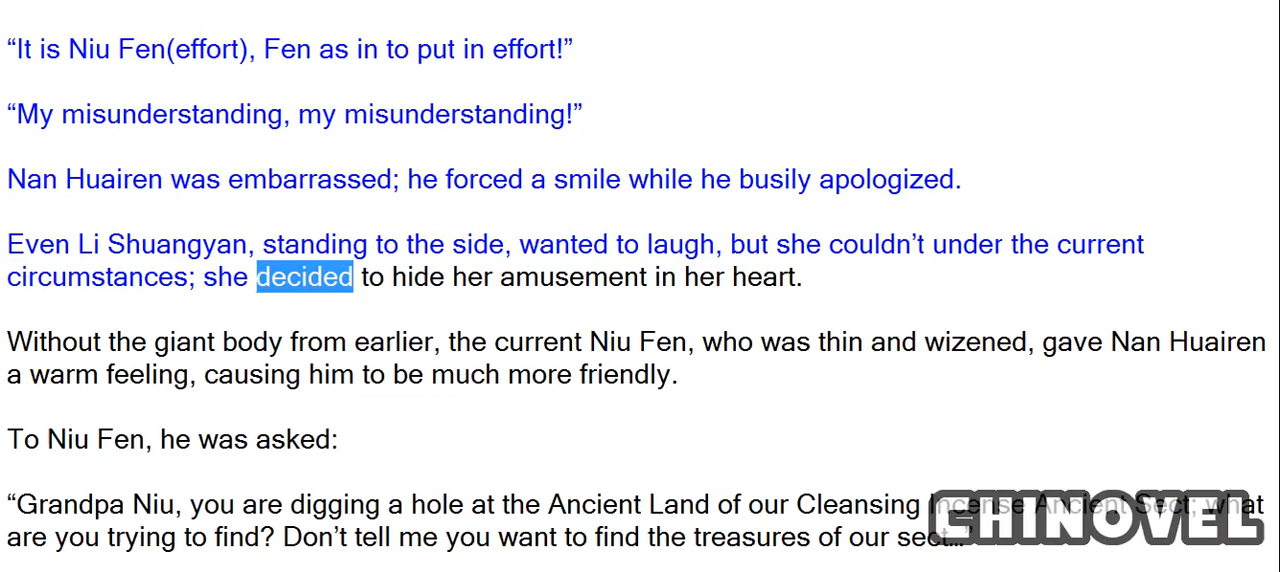 “It is Niu Fen(effort), Fen as in to put in effort!”
“My misunderstanding, my misunderstanding!”
Nan Huairen was embarrassed; he forced a smile while he busily apologized.
Even Li Shuangyan, standing to the side, wanted to laugh, but she couldn’t under the current
circumstances; she decided to hide her amusement in her heart.
Without the giant body from earlier, the current Niu Fen, who was thin and wizened, gave Nan Huairen
a warm feeling, causing him to be much more friendly.
To Niu Fen, he was asked:
“Grandpa Niu, you are digging a hole at the Ancient Land of our Cleansing Incense Ancient Sect; what
are you trying to find? Don’t tell me you want to find the treasures of our sect…”
CHINOVEL